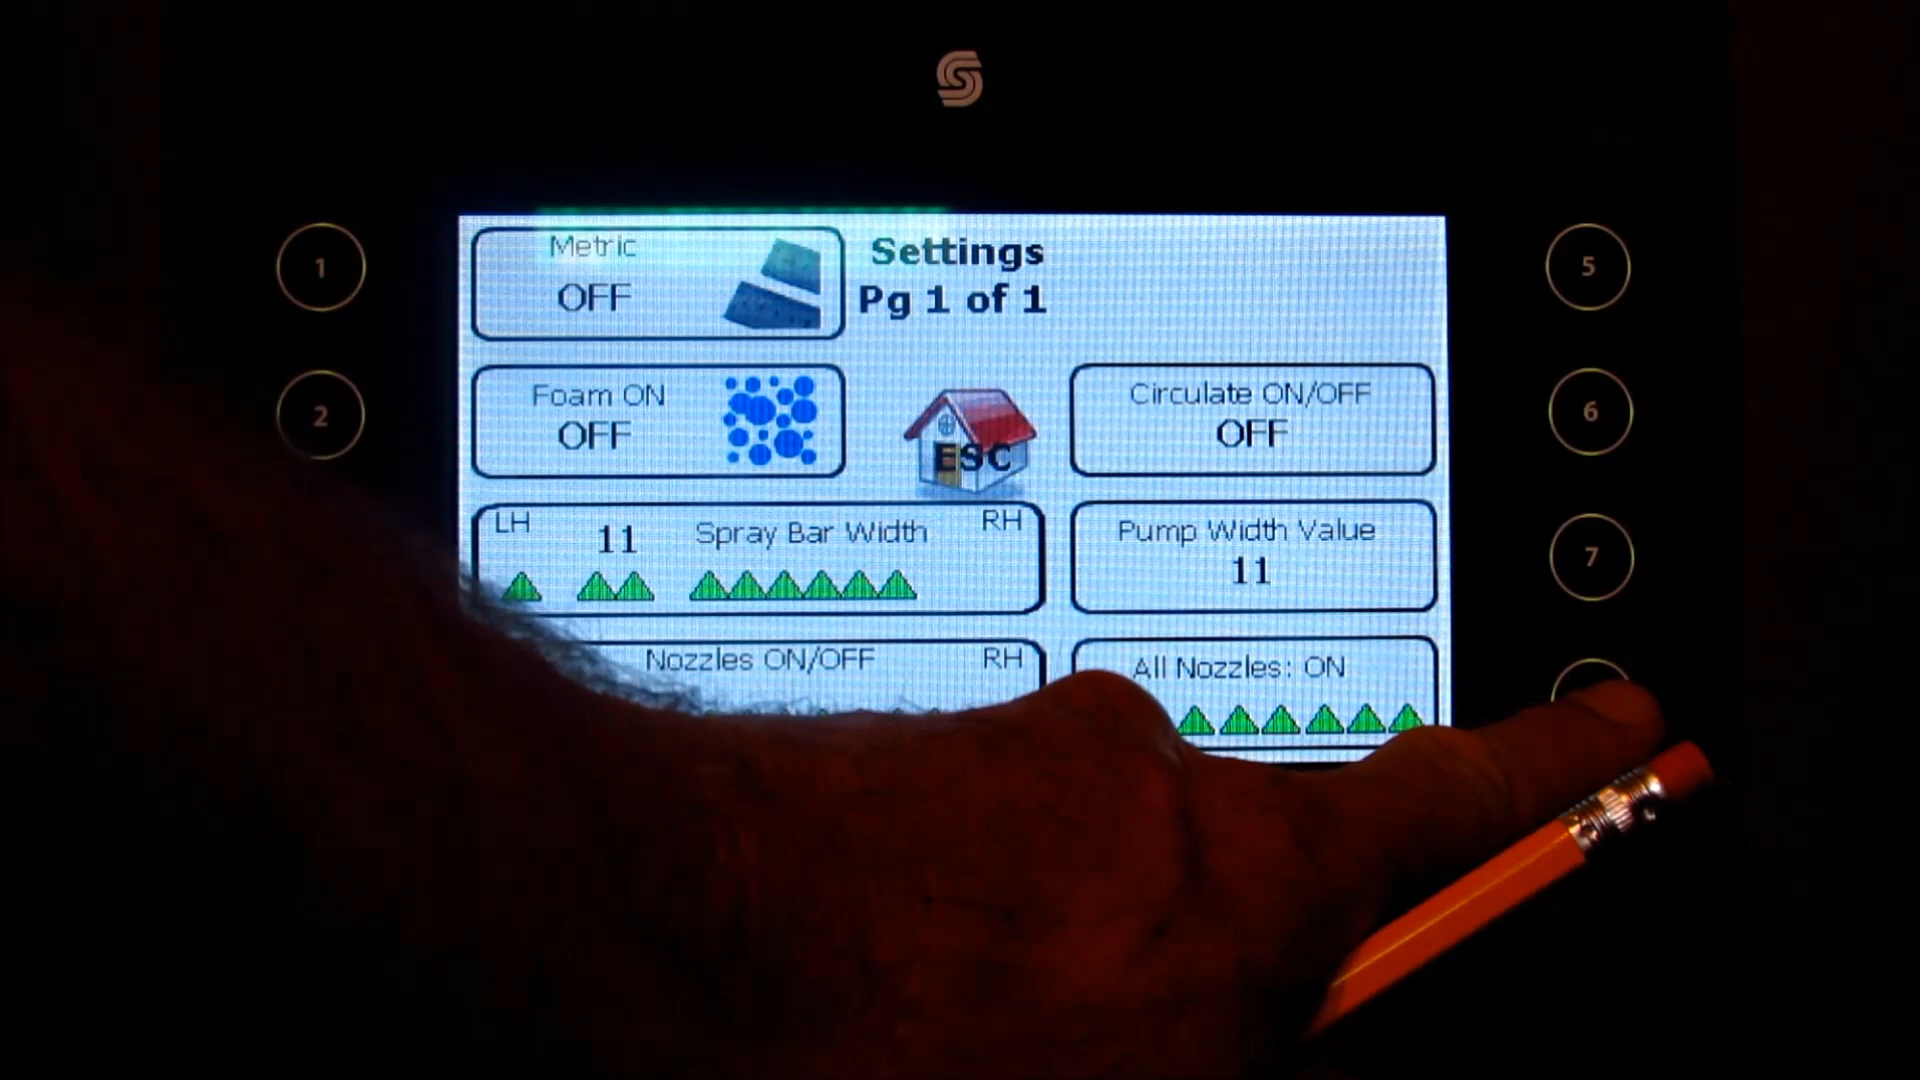 1
2
5
6
7
Metric
OFF
Settings
Pg 1 of 1
Foam ON
OFF
ESC
Circulate ON/OFF
OFF
LH 11 Spray Bar Width RH
Pump Width Value
11
Nozzles ON/OFF RH
All Nozzles: ON